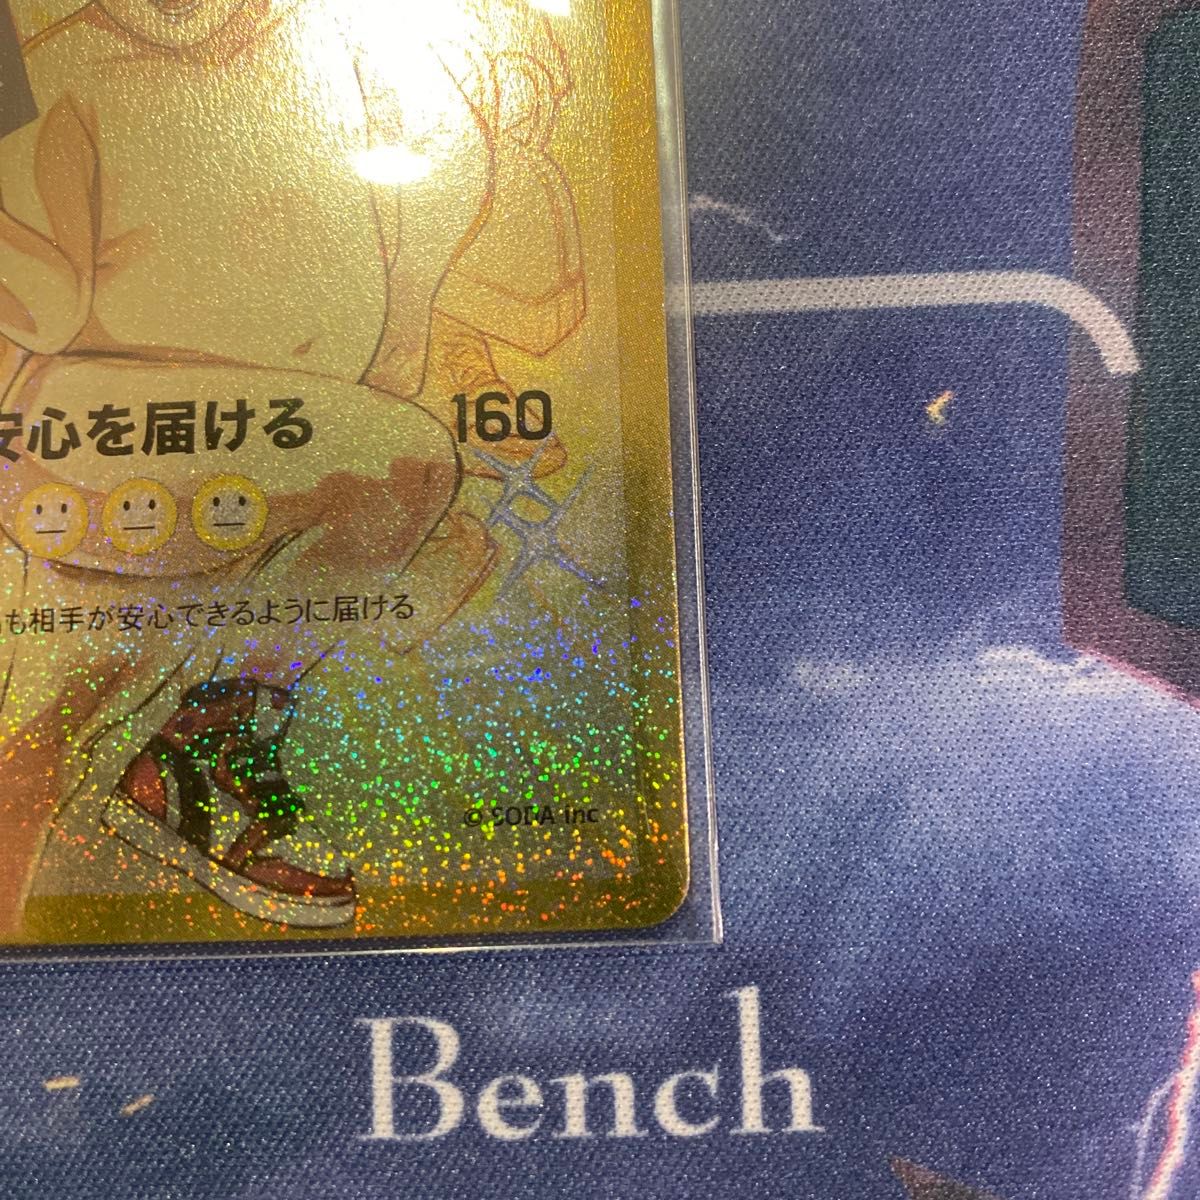 安心を届ける 160
も相手が安心できるように届ける
© SODA inc
Bench